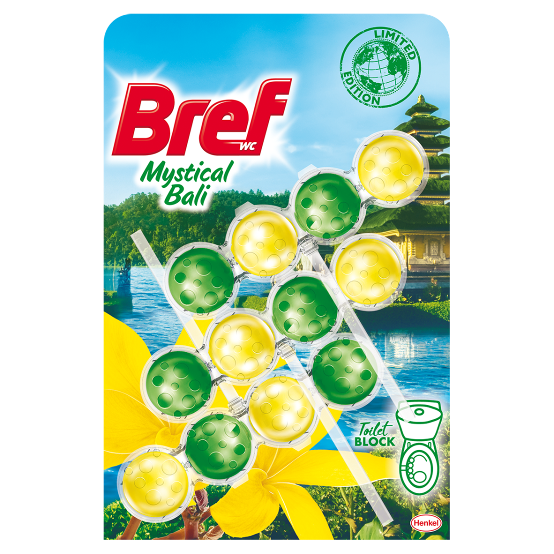 LIMITED
EDITION
Bref
WC
Mystical
Bali
Toilet
BLOCK
Henkel